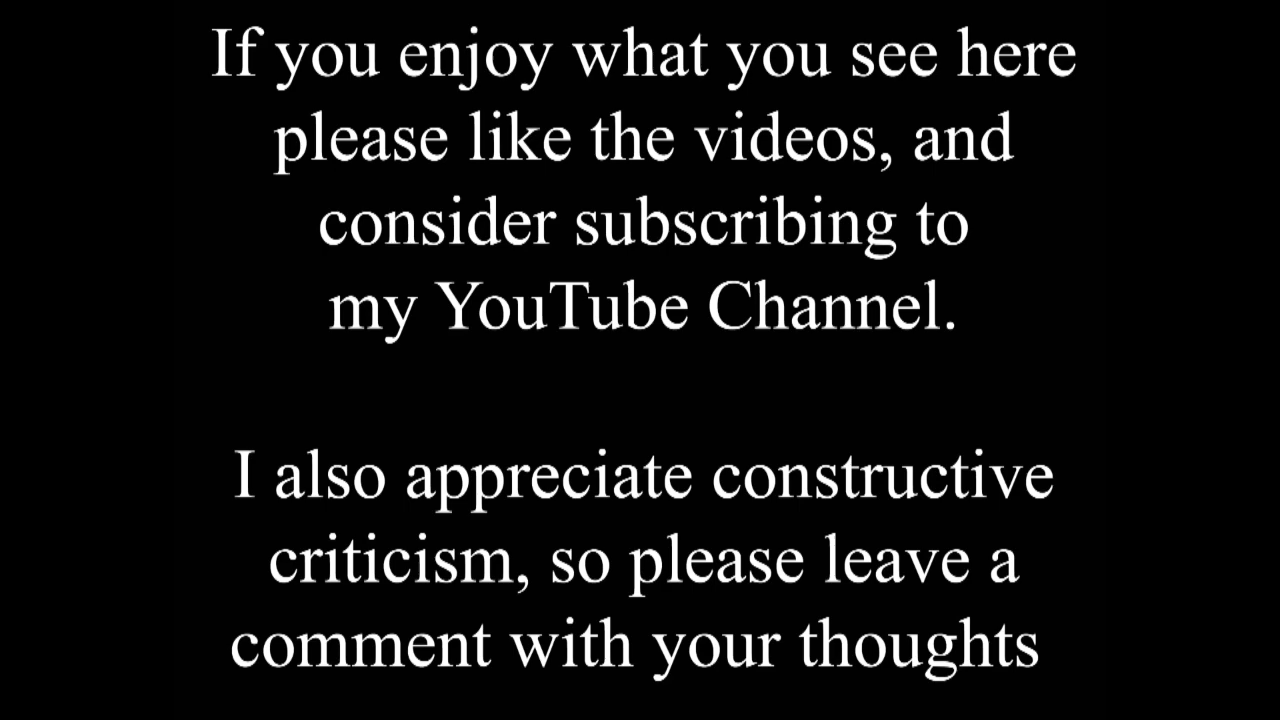 If you enjoy what you see here
please like the videos, and
consider subscribing to
my YouTube Channel.
I also appreciate constructive
criticism, so please leave a
comment with your thoughts